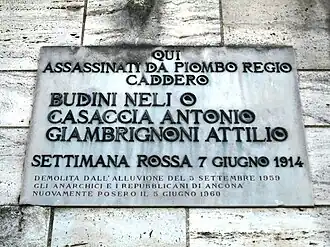 QUI
ASSASSINATI DA PIOMBO REGIO
CADDERO
BUDINI NELI O
CASACCIA ANTONIO
GIAMBRIGNONI ATTILIO
SETTIMANA ROSSA 7 GIUGNO 1914
DEMOLITA DALL'ALLUVIONE DEL 5 SETTEMBRE 1959
GLI ANARCHICI E I REPUBBLICANI DI ANCONA
NUOVAMENTE POSERO IL 5 GIUGNO 1960